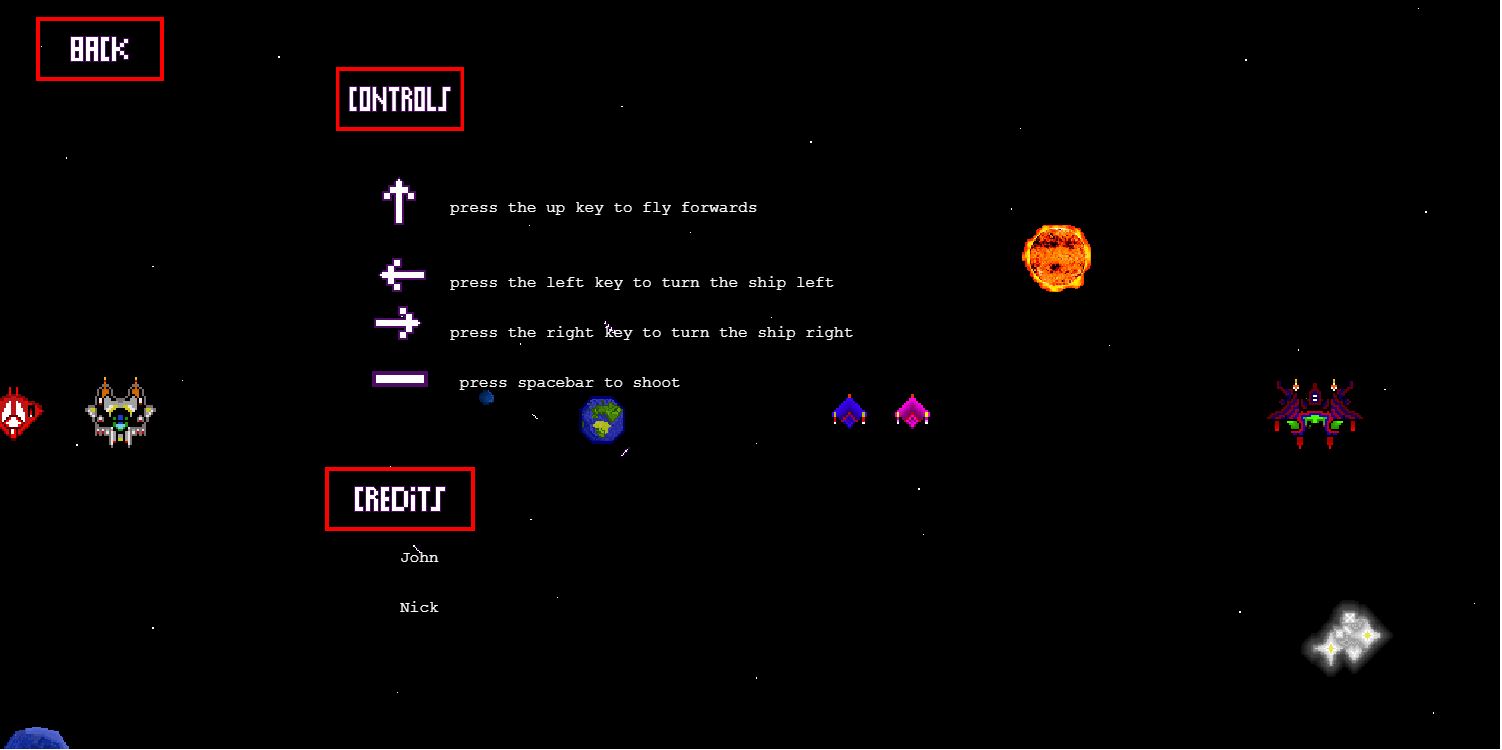 BACK
CONTROLS
press the up key to fly forwards
press the left key to turn the ship left
press the right key to turn the ship right
press spacebar to shoot
CREDiTS
John
Nick